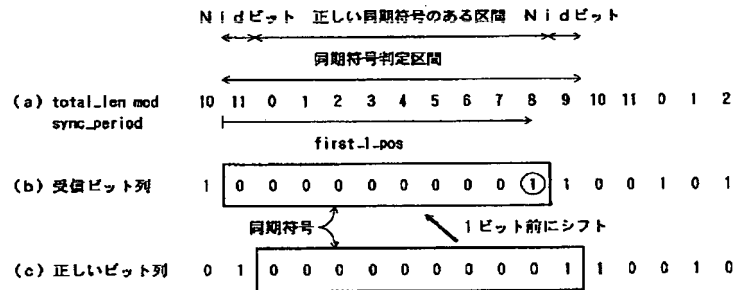 Nidビット 正しい同期符号のある区間 Nidビット
同期符号判定区間
(a) total_len mod 10 11 0 1 2 3 4 5 6 7 8 9 10 11 0 1 2
sync_period
first_1_pos
(b) 受信ビット列 1 0 0 0 0 0 0 0 0 0 1 1 0 0 1 0 1
同期符号 1ビット前にシフト
(c) 正しいビット列 0 1 0 0 0 0 0 0 0 0 0 1 1 0 0 1 0